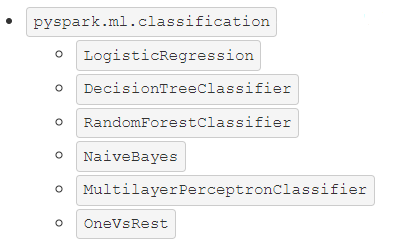 pyspark.ml.classification
LogisticRegression
DecisionTreeClassifier
RandomForestClassifier
NaiveBayes
MultilayerPerceptronClassifier
OneVsRest